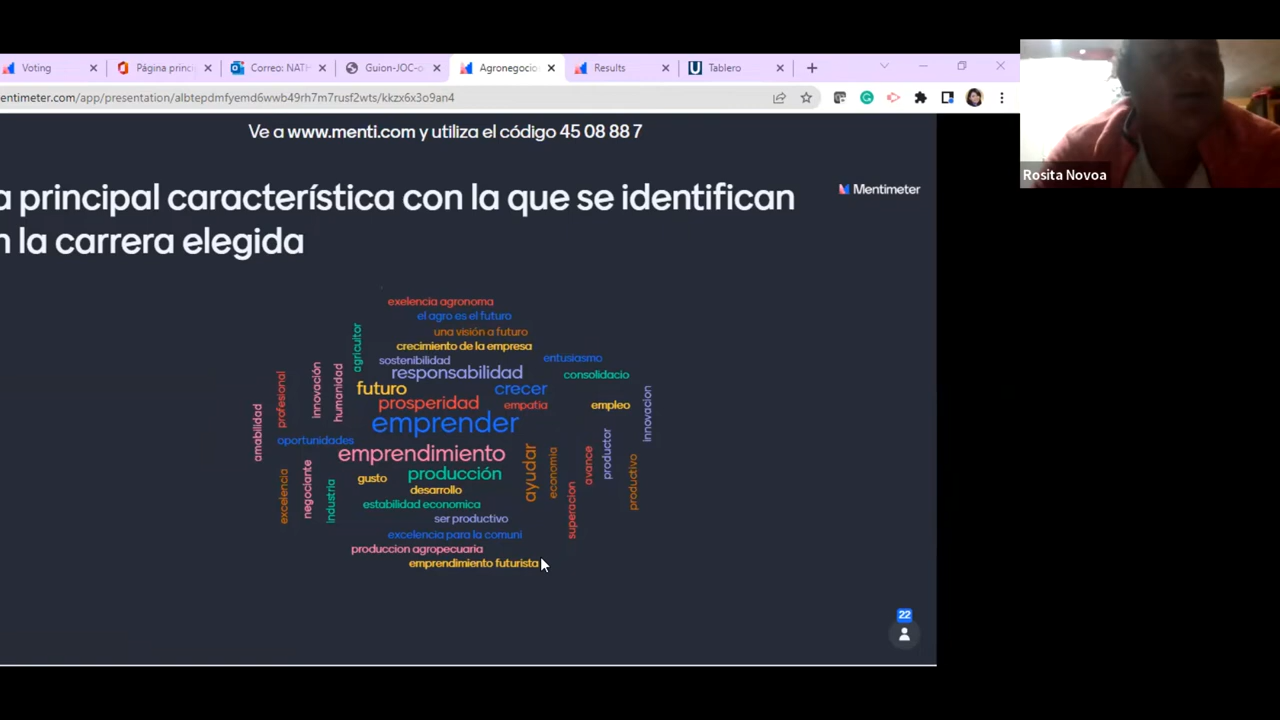 Voting
Página princi
Correo: NATH
Guion-JOC-o
Agronegocio
Results
Tablero
entimeter.com/app/presentation/albtepdmfyemd6wwb49rh7m7rusf2wts/kkzx6x3o9an4
Ve a www.menti.com y utiliza el código 45 08 88 7
Mentimeter
a principal característica con la que se identifican
n la carrera elegida
exelencia agronoma
el agro es el futuro
una visión a futuro
crecimiento de la empresa
agricultor
sostenibilidad
entusiasmo
responsabilidad
consolidacio
futuro
crecer
profesional
innovación
humanidad
prosperidad
empatia
empleo
Innovacion
amabilidad
emprender
oportunidades
emprendimiento
ayudar
economia
avance
productor
productivo
producción
gusto
desarrollo
excelencia
negociante
industria
estabilidad economica
superacion
ser productivo
excelencia para la comuni
produccion agropecuaria
emprendimiento futurista
22
Rosita Novoa